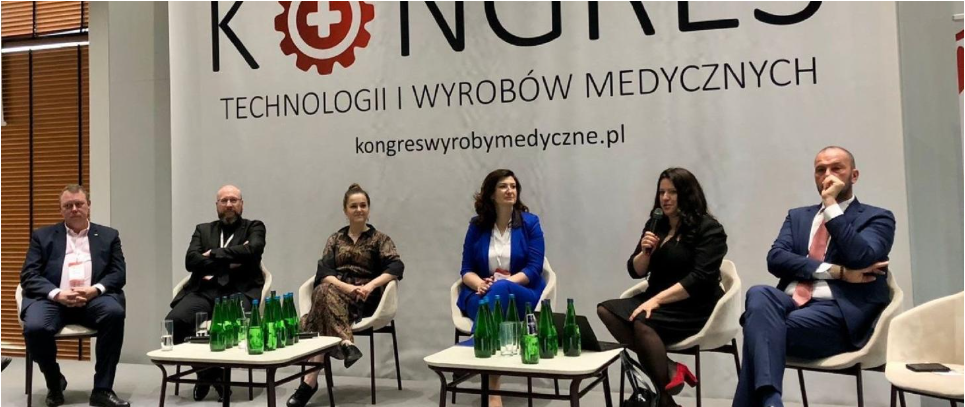 KONGRES
TECHNOLOGII I WYROBÓW MEDYCZNYCH
kongreswyrobymedyczne.pl